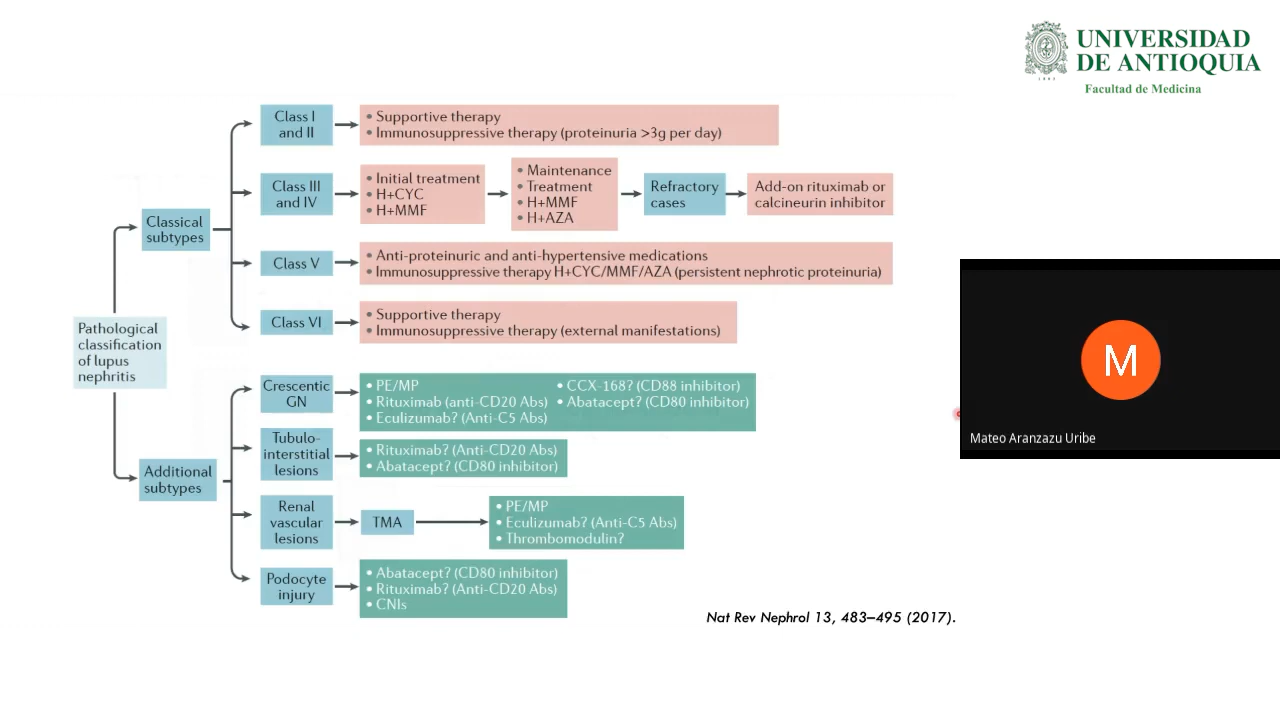 UNIVERSIDAD
DE ANTIOQUIA
1803
Facultad de Medicina
Pathological
classification
of lupus
nephritis
Classical
subtypes
Class I
and II
• Supportive therapy
• Immunosuppressive therapy (proteinuria >3g per day)
Class III
and IV
• Initial treatment
• H+CYC
• H+MMF
• Maintenance
• Treatment
• H+MMF
• H+AZA
Refractory
cases
Add-on rituximab or
calcineurin inhibitor
Class V
• Anti-proteinuric and anti-hypertensive medications
• Immunosuppressive therapy H+CYC/MMF/AZA (persistent nephrotic proteinuria)
Class VI
• Supportive therapy
• Immunosuppressive therapy (external manifestations)
Additional
subtypes
Crescentic
GN
• PE/MP
• Rituximab (anti-CD20 Abs)
• Eculizumab? (Anti-C5 Abs)
• CCX-168? (CD88 inhibitor)
• Abatacept? (CD80 inhibitor)
Tubulo-
interstitial
lesions
• Rituximab? (Anti-CD20 Abs)
• Abatacept? (CD80 inhibitor)
Renal
vascular
lesions
TMA
• PE/MP
• Eculizumab? (Anti-C5 Abs)
• Thrombomodulin?
Podocyte
injury
• Abatacept? (CD80 inhibitor)
• Rituximab? (Anti-CD20 Abs)
• CNIs
Nat Rev Nephrol 13, 483–495 (2017).
M
Mateo Aranzazu Uribe